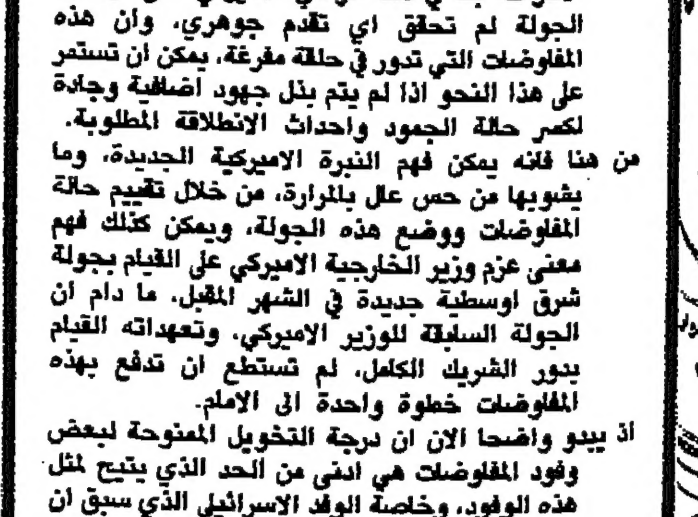 الجولة لم تحقق اي تقدم جوهري، وان هذه
المفاوضات التي تدور في حلقة مفرغة، يمكن ان تستمر
على هذا النحو اذا لم يتم بذل جهود اضافية وجادة
لكسر حالة الجمود واحداث الانطلاقة المطلوبة.
من هنا فانه يمكن فهم النبرة الاميركية الجديدة، وما
يشوبها من حس عال بالمرارة، من خلال تقييم حالة
المفاوضات ووضع هذه الجولة، ويمكن كذلك فهم
معنى عزم وزير الخارجية الاميركي على القيام بجولة
شرق اوسطية جديدة في الشهر المقبل، ما دام ان
الجولة السابقة للوزير الاميركي، وتعهداته القيام
بدور الشريك الكامل، لم تستطع ان تدفع بهذه
المفاوضات خطوة واحدة الى الامام.
اذ يبدو واضحا الان ان درجة التخويل الممنوحة لبعض
وفود المفاوضات هي ادنى من الحد الذي يتيح لمثل
هذه الوفود، وخاصة الوفد الاسرائيلي الذي سبق ان